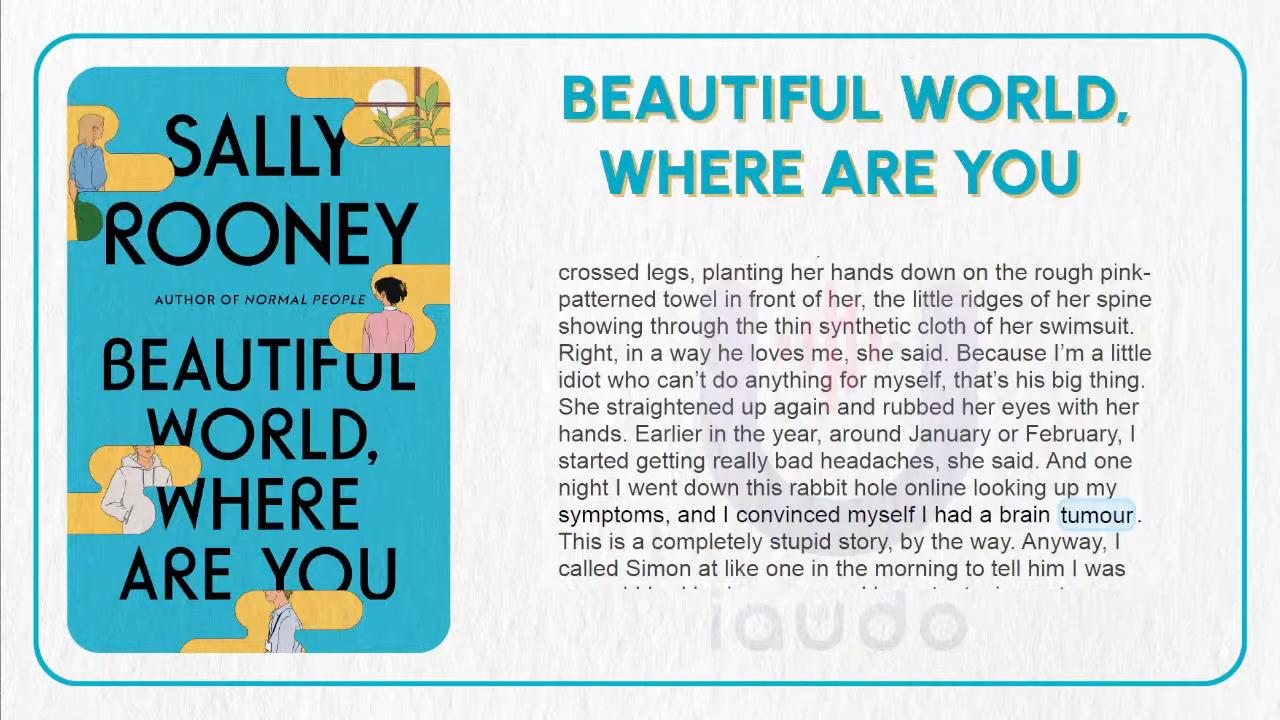 SALLY
ROONEY
AUTHOR OF NORMAL PEOPLE
BEAUTIFUL
WORLD,
WHERE
ARE YOU
BEAUTIFUL WORLD,
WHERE ARE YOU
crossed legs, planting her hands down on the rough pink-
patterned towel in front of her, the little ridges of her spine
showing through the thin synthetic cloth of her swimsuit.
Right, in a way he loves me, she said. Because I’m a little
idiot who can’t do anything for myself, that’s his big thing.
She straightened up again and rubbed her eyes with her
hands. Earlier in the year, around January or February, I
started getting really bad headaches, she said. And one
night I went down this rabbit hole online looking up my
symptoms, and I convinced myself I had a brain tumour.
This is a completely stupid story, by the way. Anyway, I
called Simon at like one in the morning to tell him I was
iaudo